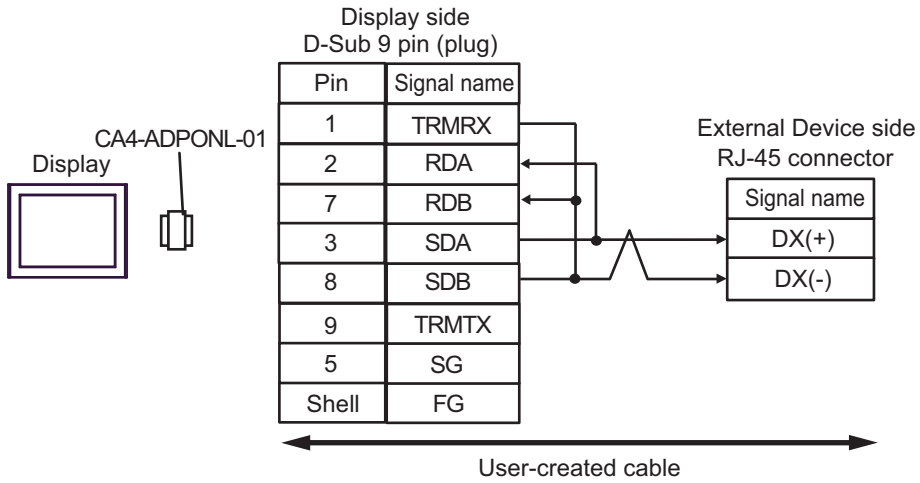 Display side
D-Sub 9 pin (plug)
Pin Signal name
1 TRMRX
2 RDA
7 RDB
3 SDA
8 SDB
9 TRMTX
5 SG
Shell FG
CA4-ADPONL-01
Display
External Device side
RJ-45 connector
Signal name
DX(+)
DX(-)
User-created cable